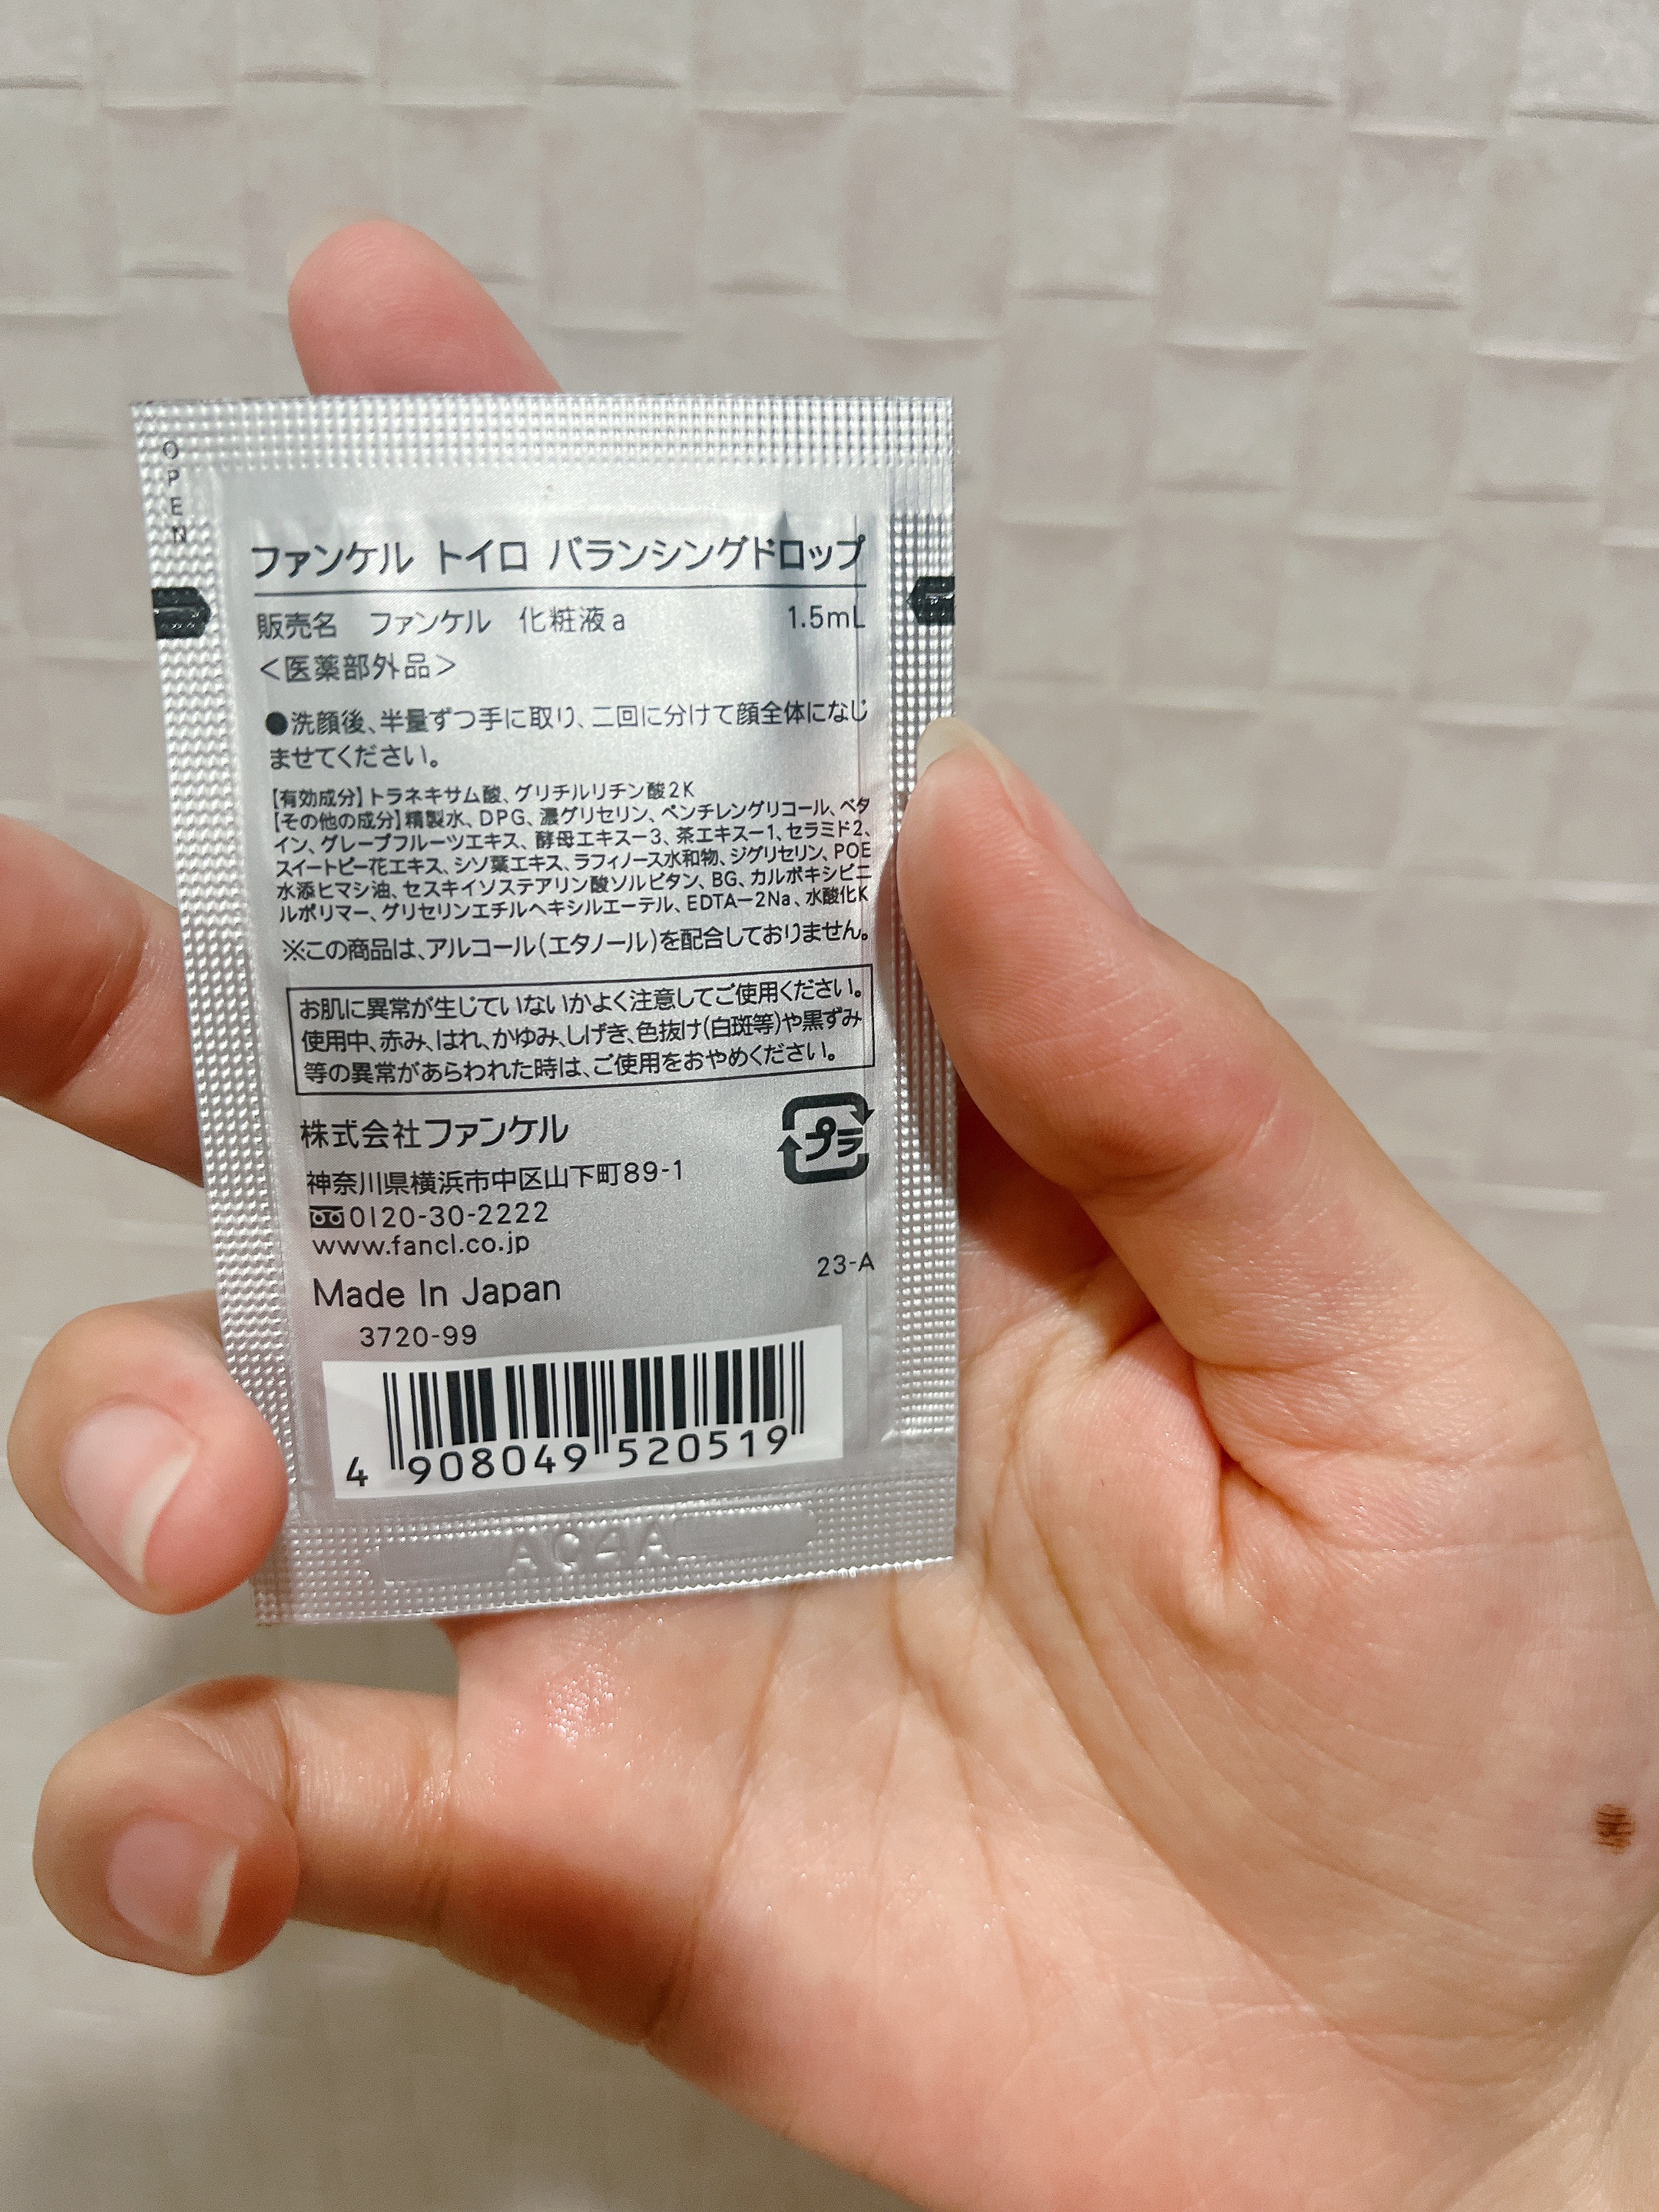 OPEN
ファンケル トイロ バランシングドロップ
販売名 ファンケル 化粧液a 1.5mL
<医薬部外品>
●洗顔後、半量ずつ手に取り、二回に分けて顔全体になじ
ませてください。
【有効成分】トラネキサム酸、グリチルリチン酸2K
【その他の成分】精製水、DPG、濃グリセリン、ペンチレングリコール、ベタ
イン、グレープフルーツエキス、酵母エキス-3、茶エキス-1、セラミド2、
スイートピー花エキス、シソ葉エキス、ラフィノース水和物、ジグリセリン、POE
水添ヒマシ油、セスキイソステアリン酸ソルビタン、BG、カルボキシビニ
ルポリマー、グリセリンエチルヘキシルエーテル、EDTA-2Na、水酸化K
※この商品は、アルコール(エタノール)を配合しておりません。
お肌に異常が生じていないかよく注意してご使用ください。
使用中、赤み、はれ、かゆみ、しげき、色抜け(白斑等)や黒ずみ
等の異常があらわれた時は、ご使用をおやめください。
株式会社ファンケル
プラ
神奈川県横浜市中区山下町89-1
0120-30-2222
www.fancl.co.jp
23-A
Made In Japan
3720-99
4 908049 520519